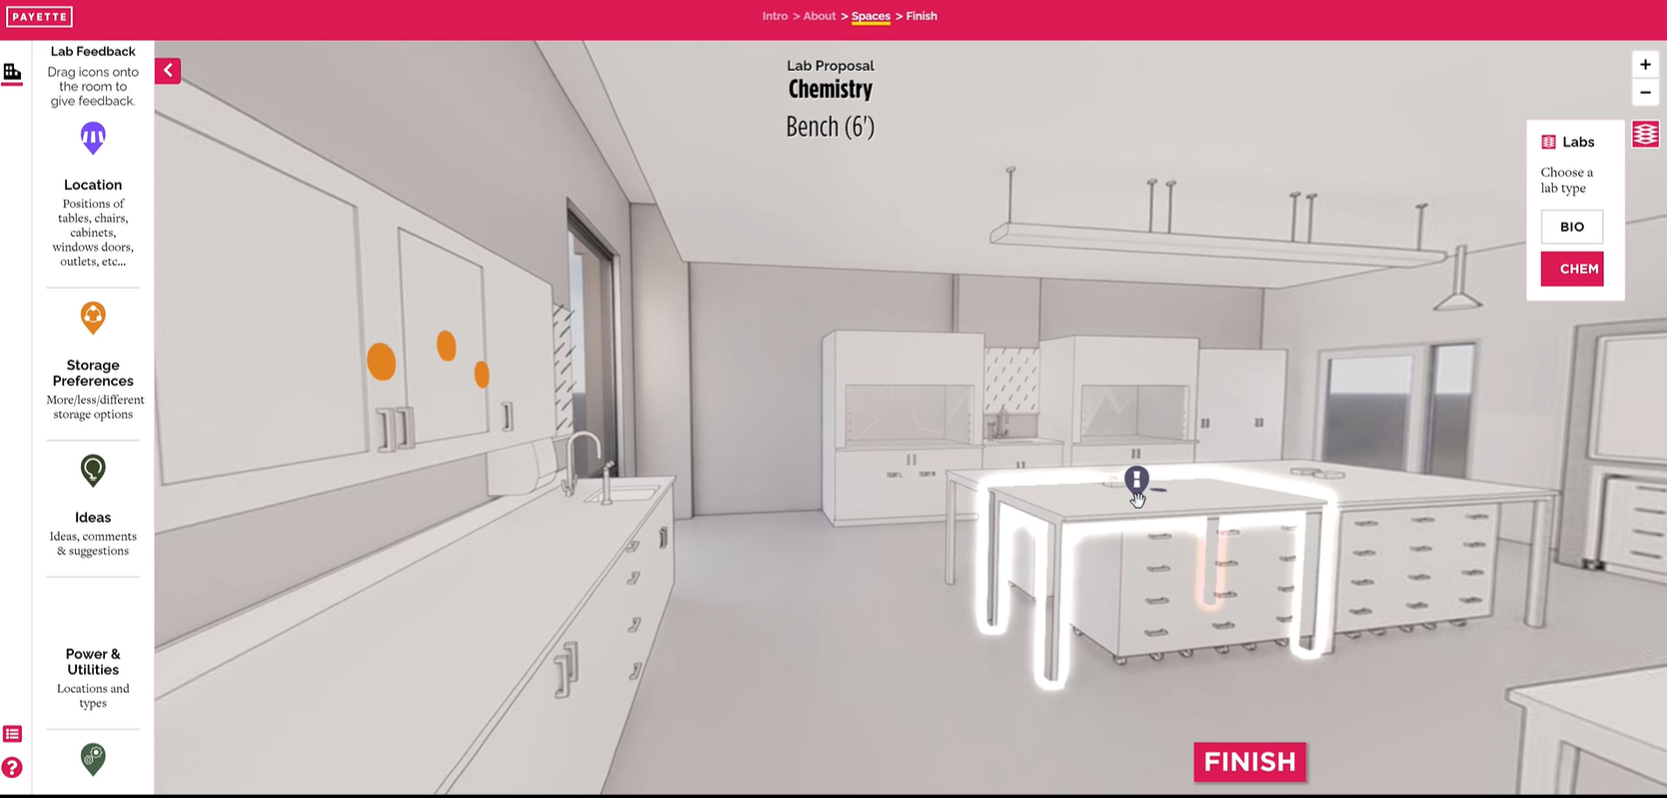 PAYETTE
Intro > About > Spaces > Finish
Lab Feedback
Drag icons onto
the room to
give feedback.
Location
Positions of
tables, chairs,
cabinets,
windows doors,
outlets, etc...
Storage
Preferences
More/less/different
storage options
Ideas
Ideas, comments
& suggestions
Power &
Utilities
Locations and
types
?
Lab Proposal
Chemistry
Bench (6')
+
−
Labs
Choose a
lab type
BIO
CHEM
FINISH